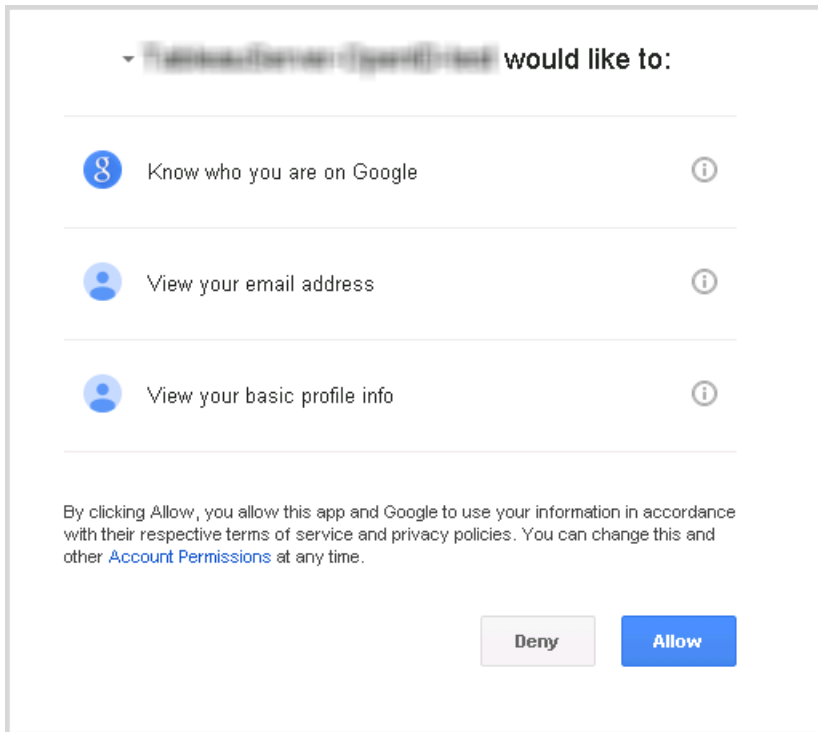 would like to:
g
Know who you are on Google
View your email address
View your basic profile info
By clicking Allow, you allow this app and Google to use your information in accordance
with their respective terms of service and privacy policies. You can change this and
other Account Permissions at any time.
Deny
Allow